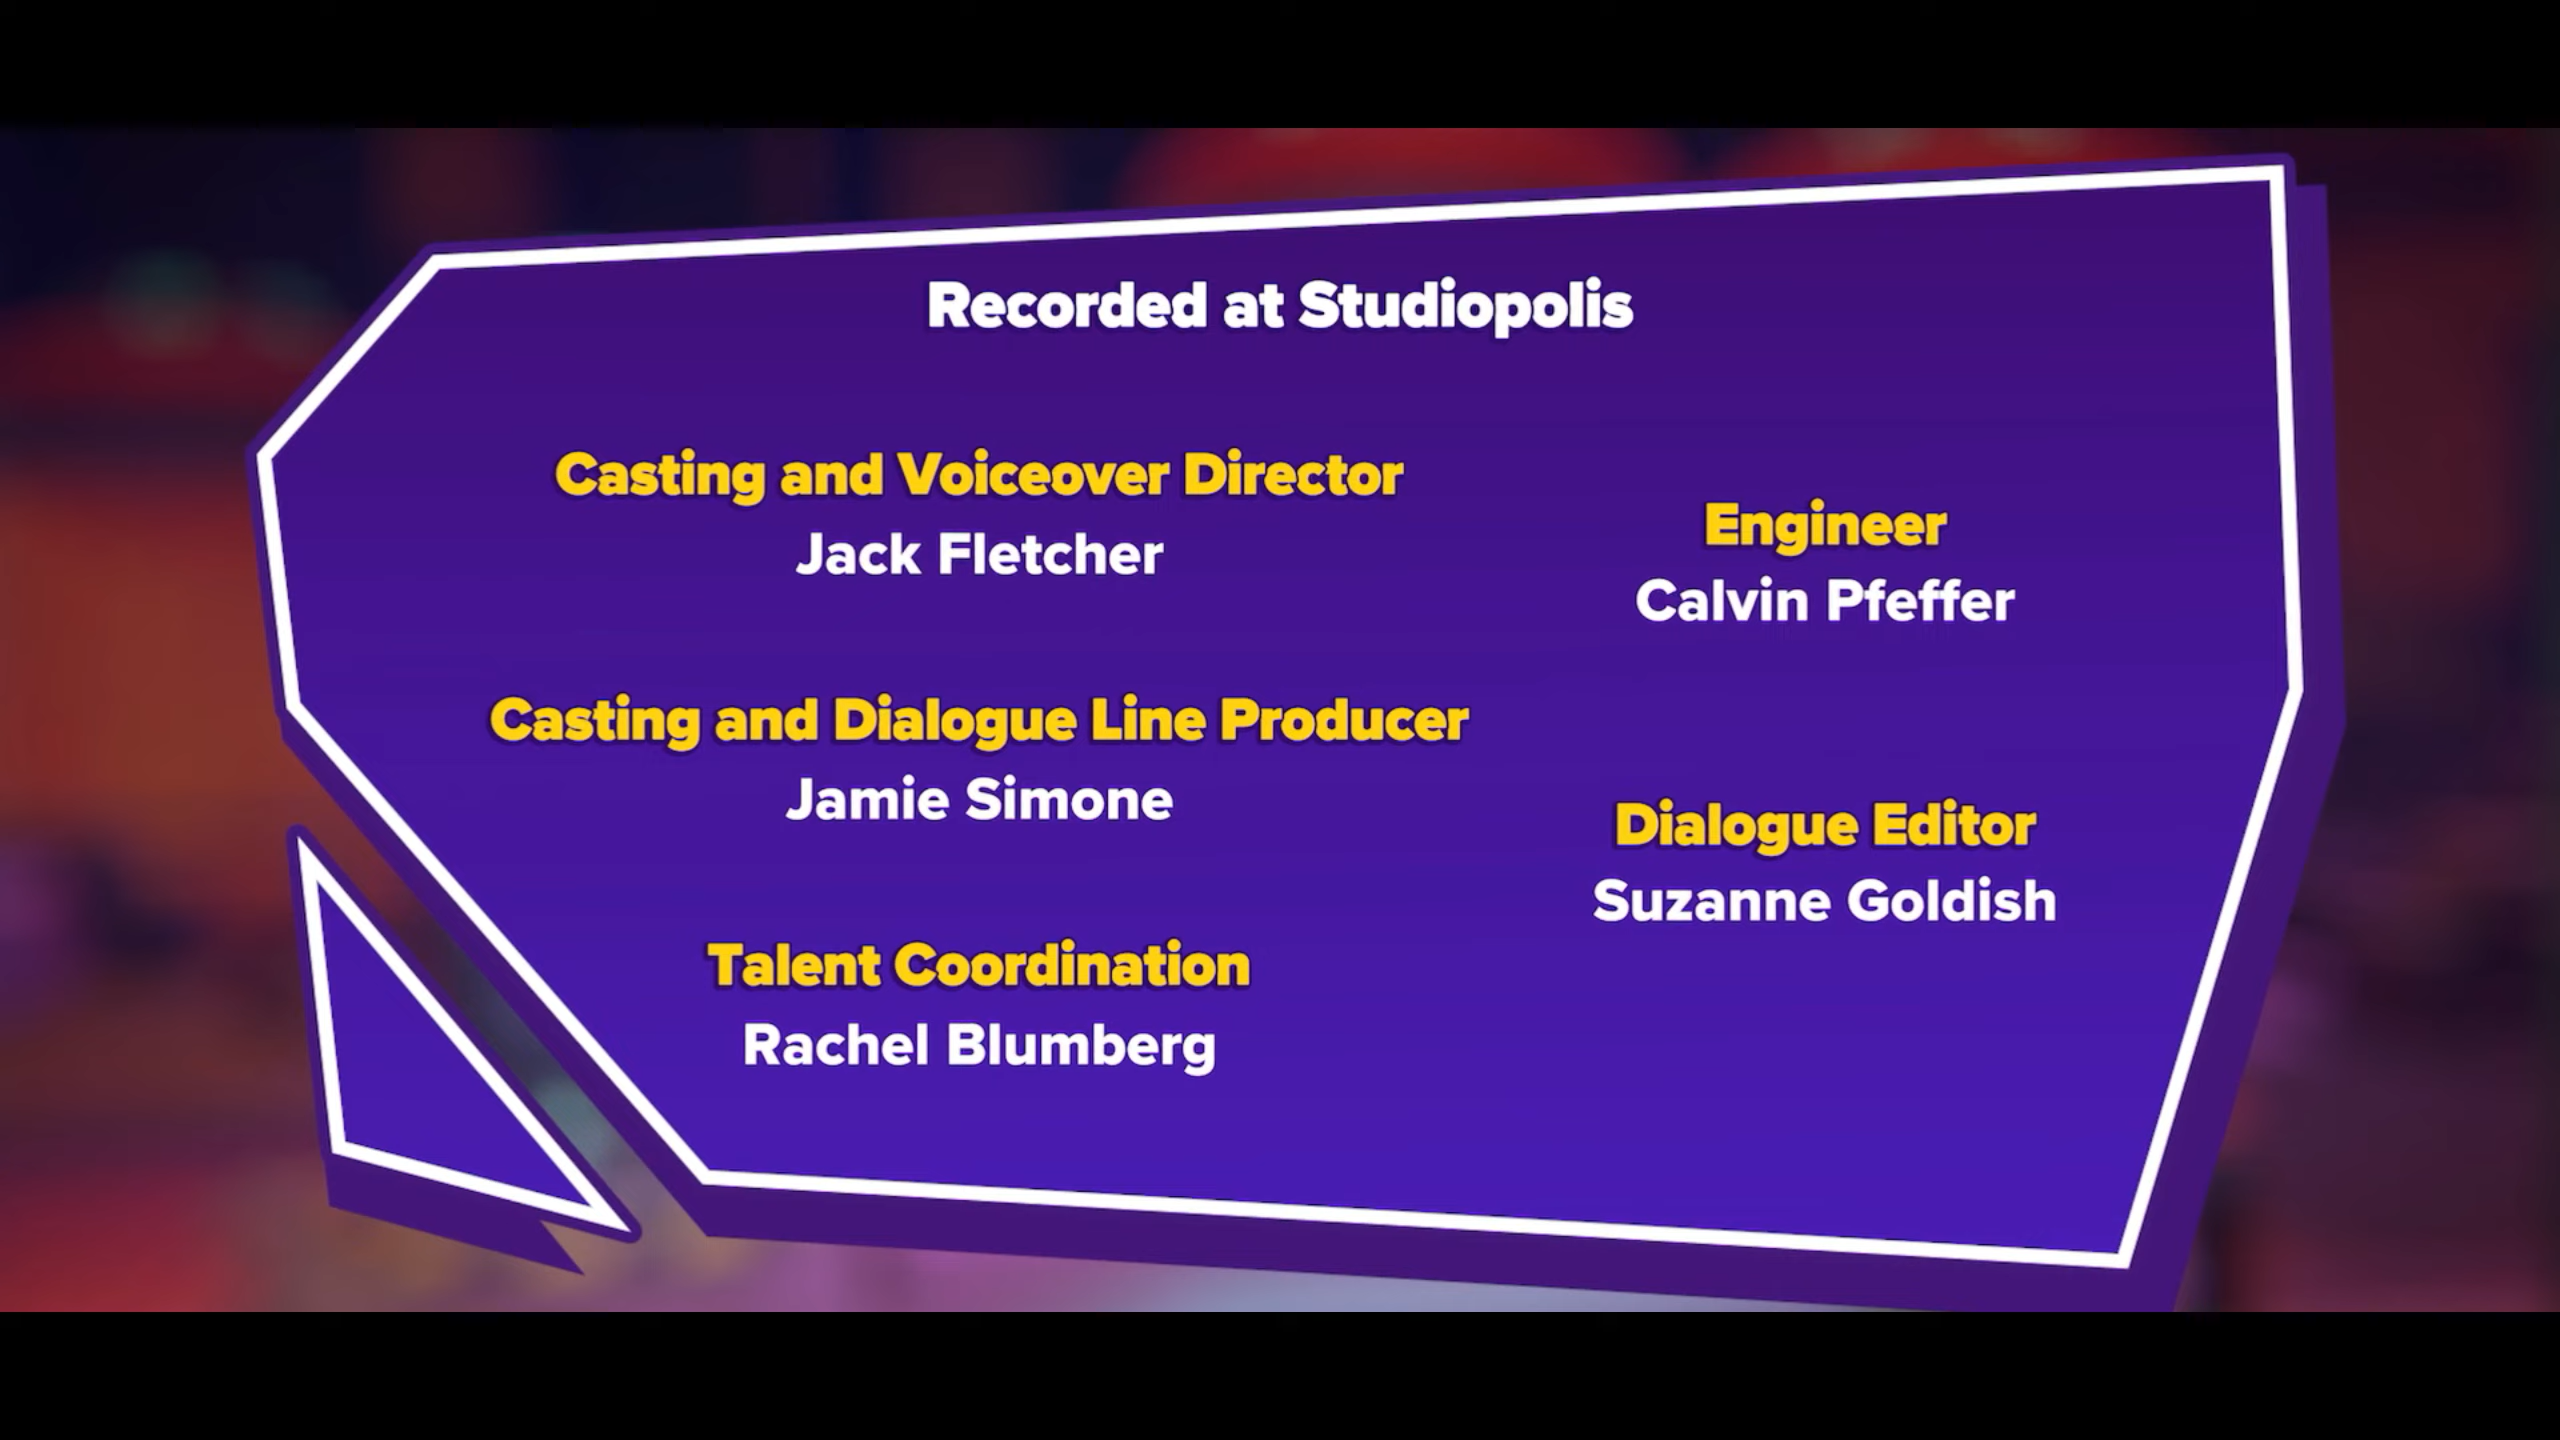 Recorded at Studiopolis
Casting and Voiceover Director
Jack Fletcher
Casting and Dialogue Line Producer
Jamie Simone
Talent Coordination
Rachel Blumberg
Engineer
Calvin Pfeffer
Dialogue Editor
Suzanne Goldish